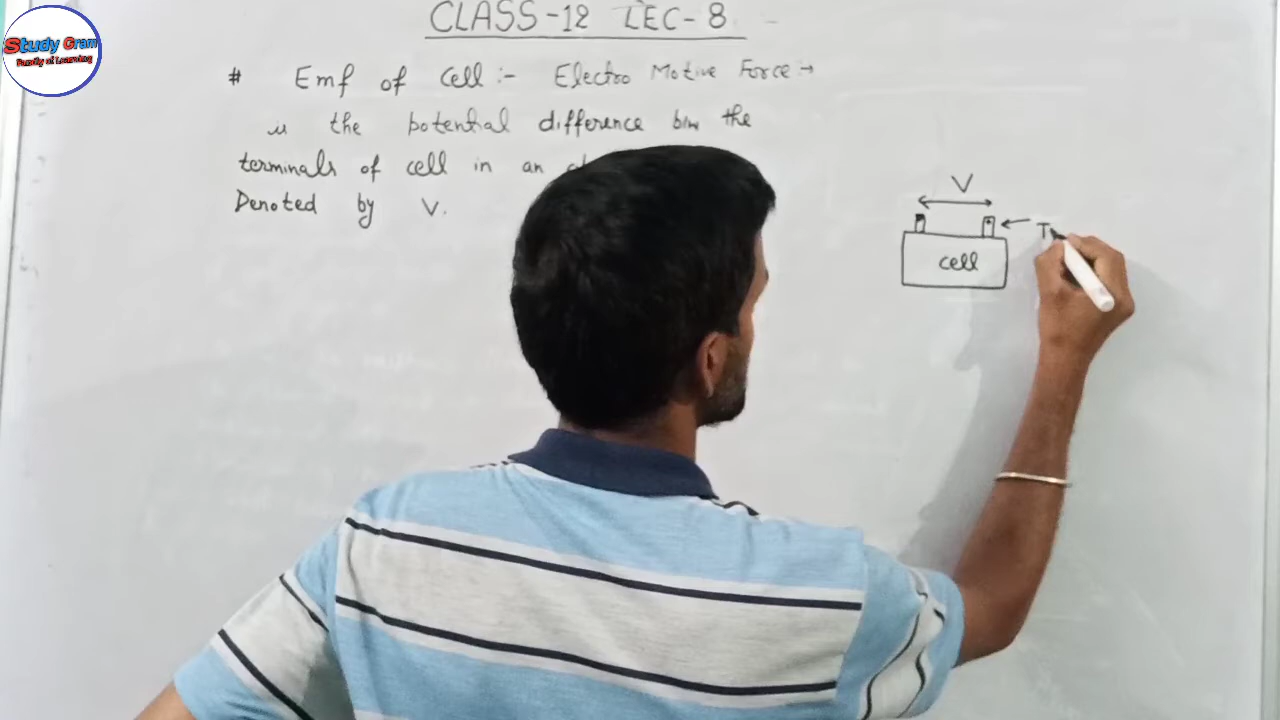 Study Gram
Family of Learning
CLASS-12 LEC-8
# Emf of Cell :- Electro Motive Force :→
is the potential difference b/w the
terminals of cell in an
Denoted by V.
V
cell
T